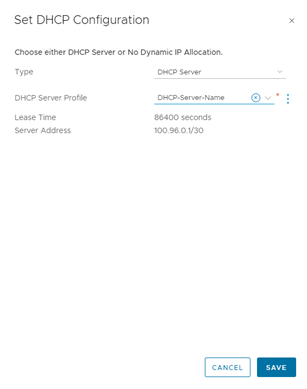 Set DHCP Configuration
Choose either DHCP Server or No Dynamic IP Allocation.
Type DHCP Server
DHCP Server Profile DHCP-Server-Name *
Lease Time 86400 seconds
Server Address 100.96.0.1/30
CANCEL SAVE